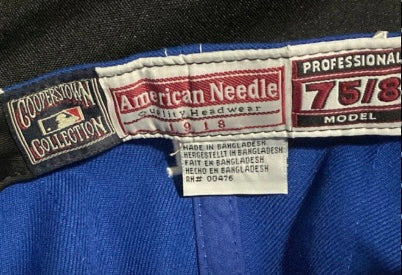 COOPERSTOWN
COLLECTION
American Needle
Quality Headwear
1918
PROFESSIONAL
7 5/8
MODEL
MADE IN BANGLADESH
HERGESTELLT IN BANGLADESH
FAIT EN BANGLADESH
HECHO EN BANGLADESH
RN# 00476